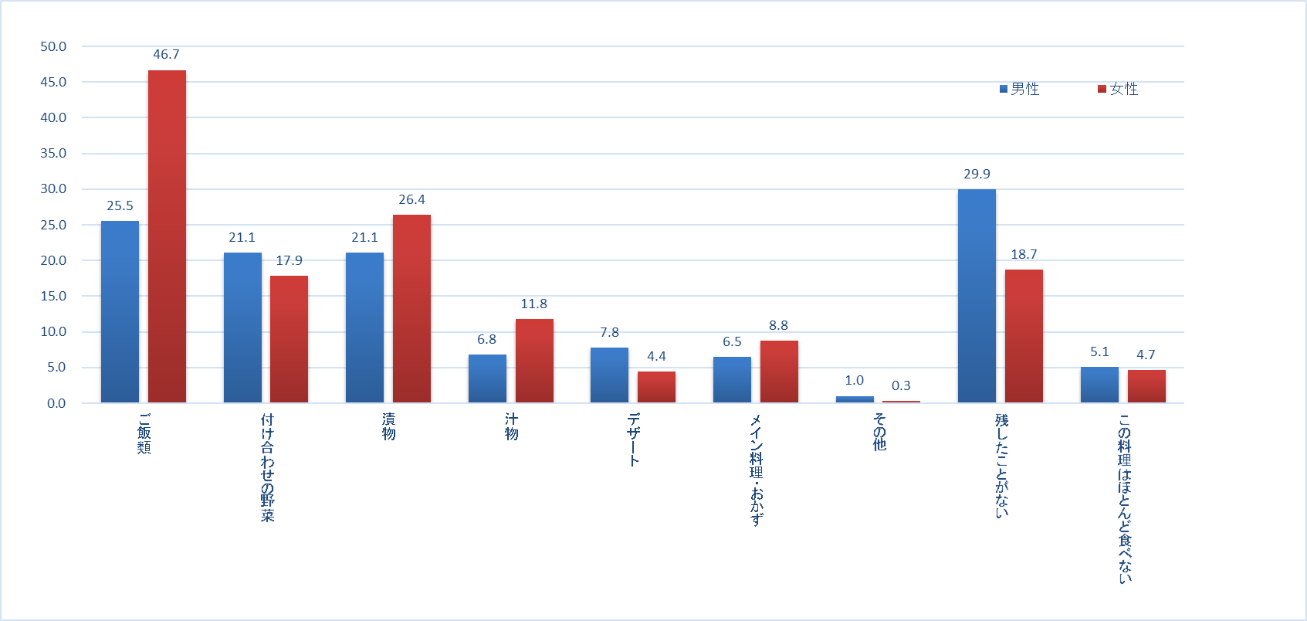 50.0
45.0
40.0
35.0
30.0
25.0
20.0
15.0
10.0
5.0
0.0
男性 女性
25.5 46.7
21.1 17.9
21.1 26.4
6.8 11.8
7.8 4.4
6.5 8.8
1.0 0.3
29.9 18.7
5.1 4.7
ご飯類
付け合わせの野菜
漬物
汁物
デザート
メイン料理・おかず
その他
残したことがない
この料理はほとんど食べない